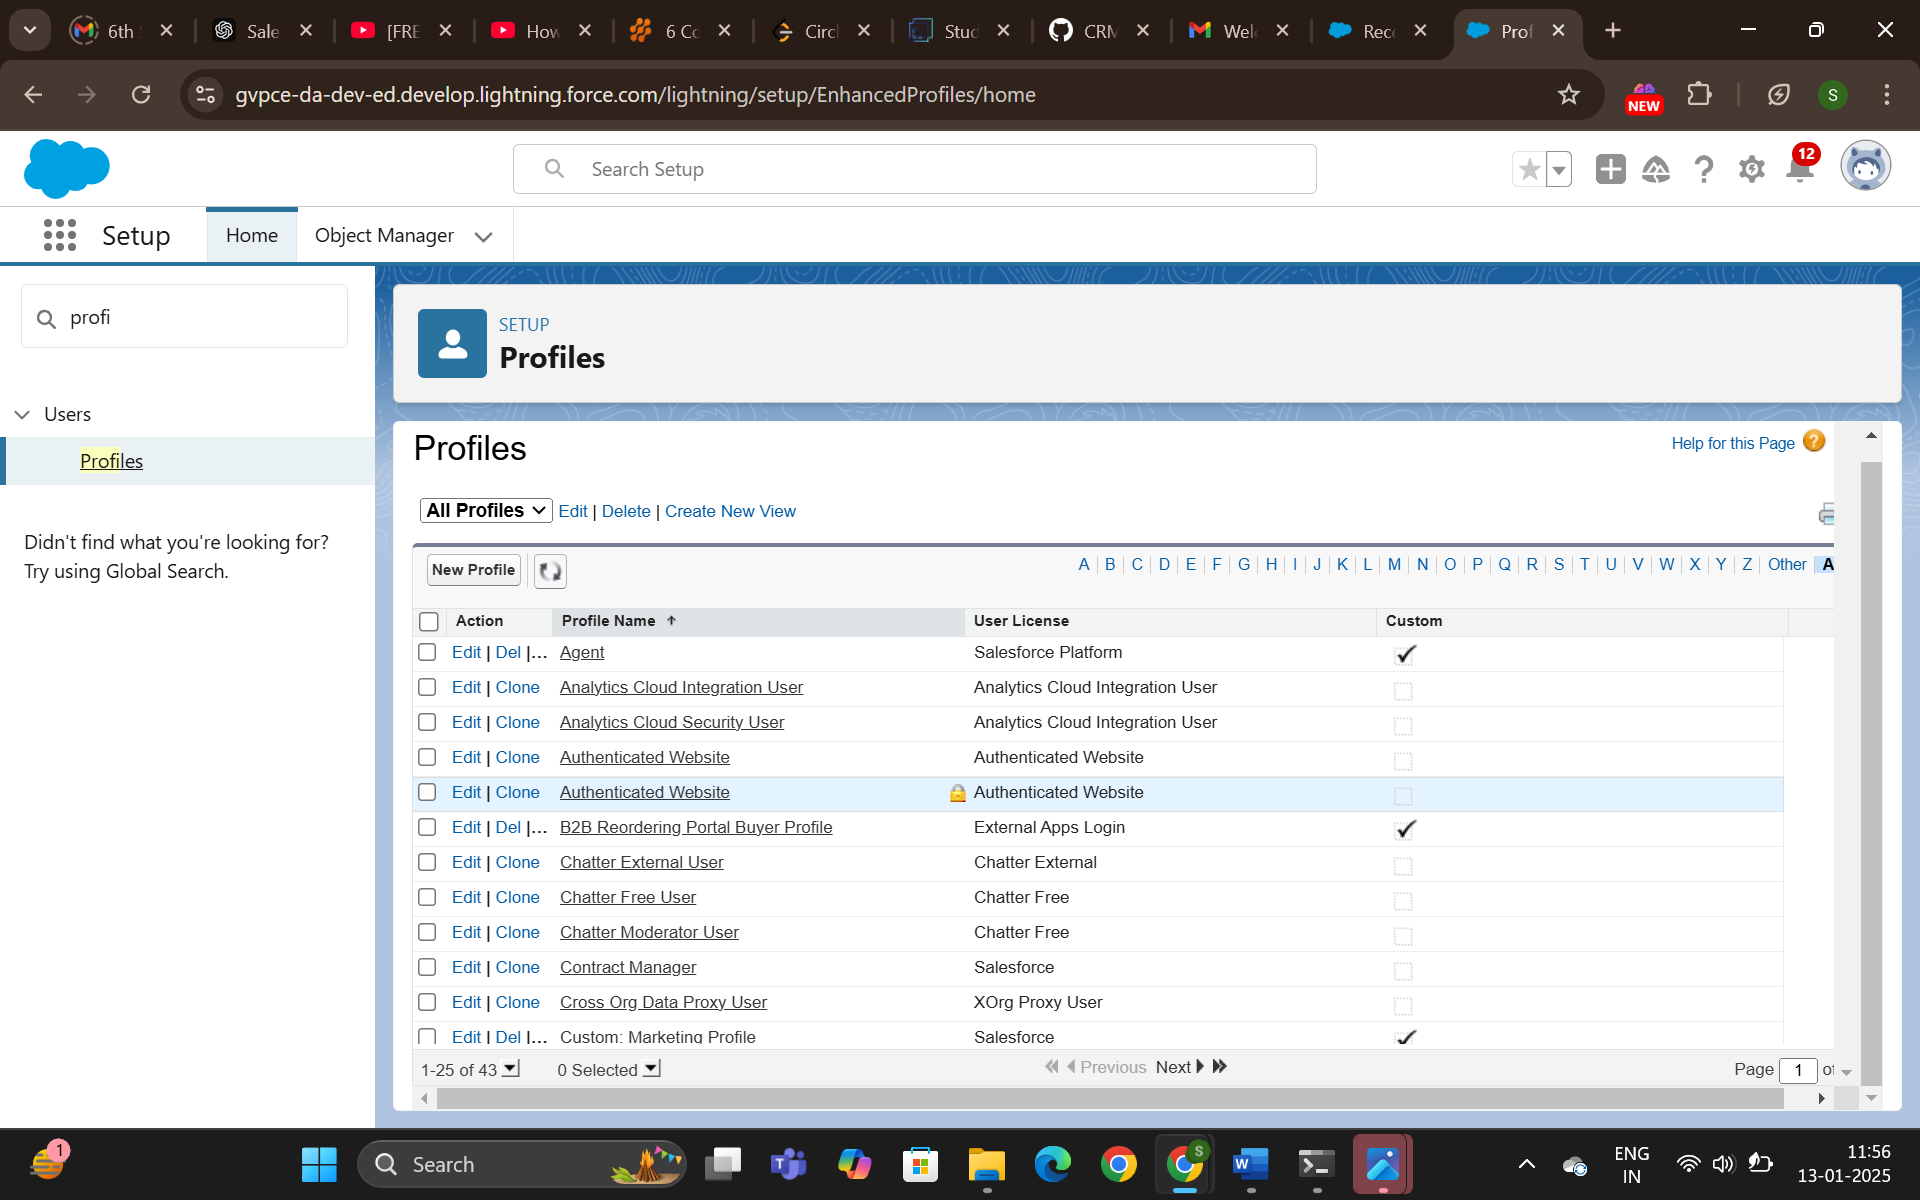 6th
Sale
[FRE
How
6 Co
Circ
Stud
CRM
Wel
Rec
Prof
gvpce-da-dev-ed.develop.lightning.force.com/lightning/setup/EnhancedProfiles/home
NEW
S
Search Setup
12
Setup
Home
Object Manager
profi
Users
Profiles
Didn't find what you're looking for?
Try using Global Search.
SETUP
Profiles
Profiles
Help for this Page ?
All Profiles Edit | Delete | Create New View
New Profile
A | B | C | D | E | F | G | H | I | J | K | L | M | N | O | P | Q | R | S | T | U | V | W | X | Y | Z | Other | A
Action Profile Name ↑ User License Custom
Edit | Del |... Agent Salesforce Platform
Edit | Clone Analytics Cloud Integration User Analytics Cloud Integration User
Edit | Clone Analytics Cloud Security User Analytics Cloud Integration User
Edit | Clone Authenticated Website Authenticated Website
Edit | Clone Authenticated Website Authenticated Website
Edit | Del |... B2B Reordering Portal Buyer Profile External Apps Login
Edit | Clone Chatter External User Chatter External
Edit | Clone Chatter Free User Chatter Free
Edit | Clone Chatter Moderator User Chatter Free
Edit | Clone Contract Manager Salesforce
Edit | Clone Cross Org Data Proxy User XOrg Proxy User
Edit | Del |... Custom: Marketing Profile Salesforce
1-25 of 43 0 Selected Previous Next Page 1 of
1
Search
S
ENG
IN
11:56
13-01-2025